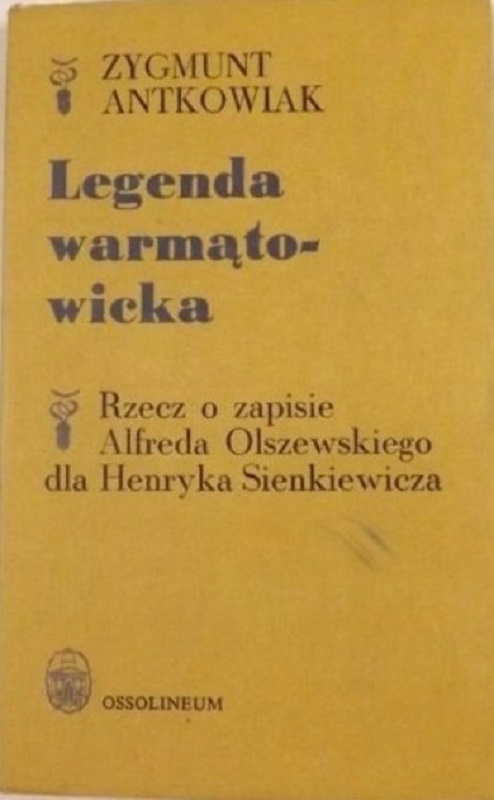 ZYGMUNT
ANTKOWIAK
Legenda
warmąto-
wicka
Rzecz o zapisie
Alfreda Olszewskiego
dla Henryka Sienkiewicza
OSSOLINEUM